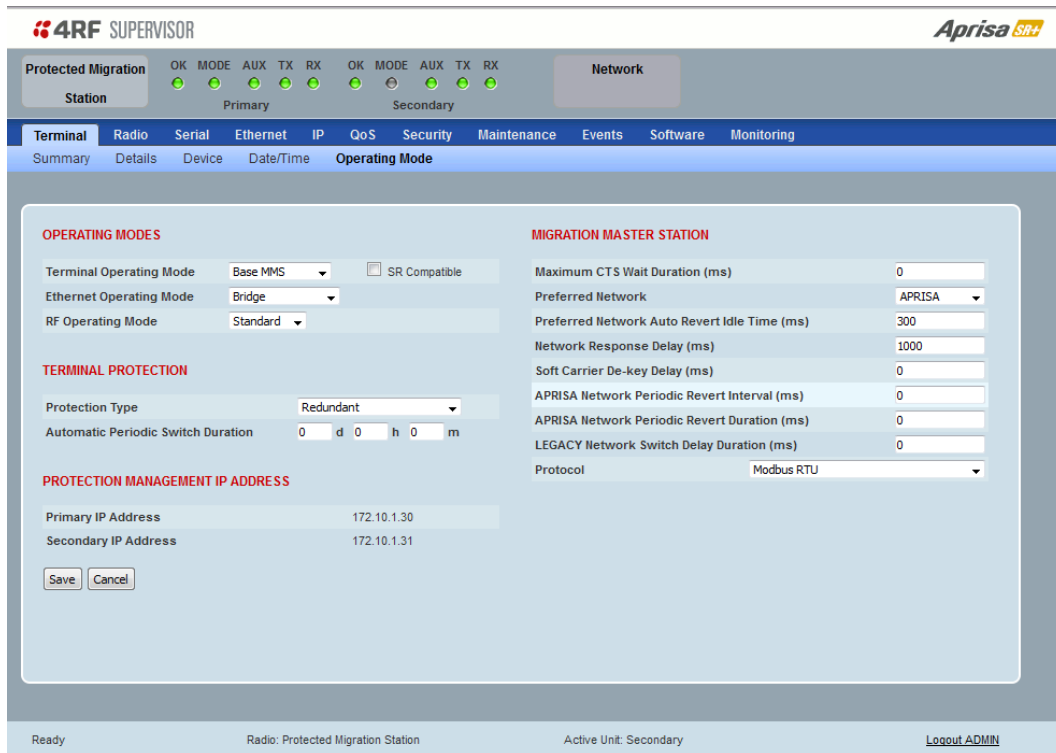 4RF SUPERVISOR
Aprisa SR+
Protected Migration Station
OK MODE AUX TX RX
Primary
OK MODE AUX TX RX
Secondary
Network
Terminal Radio Serial Ethernet IP QoS Security Maintenance Events Software Monitoring
Summary Details Device Date/Time Operating Mode
OPERATING MODES
Terminal Operating Mode Base MMS SR Compatible
Ethernet Operating Mode Bridge
RF Operating Mode Standard
TERMINAL PROTECTION
Protection Type Redundant
Automatic Periodic Switch Duration 0 d 0 h 0 m
PROTECTION MANAGEMENT IP ADDRESS
Primary IP Address 172.10.1.30
Secondary IP Address 172.10.1.31
Save Cancel
MIGRATION MASTER STATION
Maximum CTS Wait Duration (ms) 0
Preferred Network APRISA
Preferred Network Auto Revert Idle Time (ms) 300
Network Response Delay (ms) 1000
Soft Carrier De-key Delay (ms) 0
APRISA Network Periodic Revert Interval (ms) 0
APRISA Network Periodic Revert Duration (ms) 0
LEGACY Network Switch Delay Duration (ms) 0
Protocol Modbus RTU
Ready Radio: Protected Migration Station Active Unit: Secondary Logout ADMIN